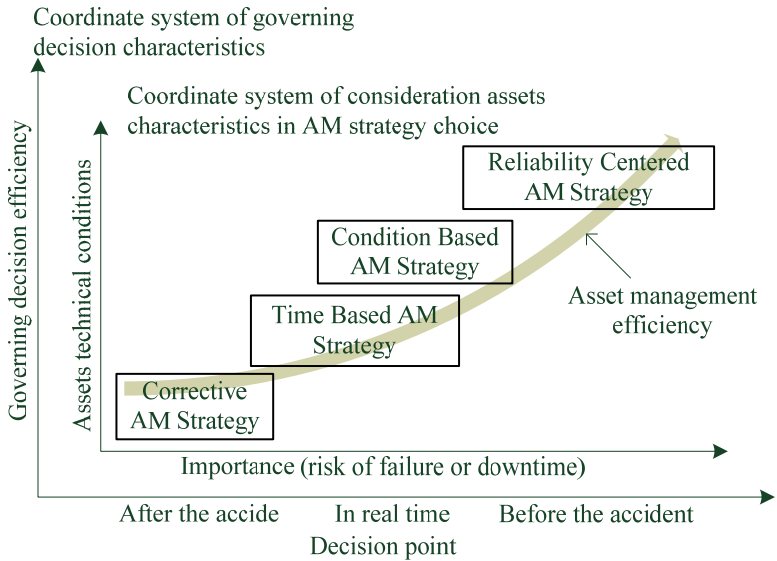 Coordinate system of governing
decision characteristics
Coordinate system of consideration assets
characteristics in AM strategy choice
Governing decision efficiency
Assets technical conditions
Reliability Centered
AM Strategy
Condition Based
AM Strategy
Asset management
efficiency
Time Based AM
Strategy
Corrective
AM Strategy
Importance (risk of failure or downtime)
After the accide
In real time
Before the accident
Decision point